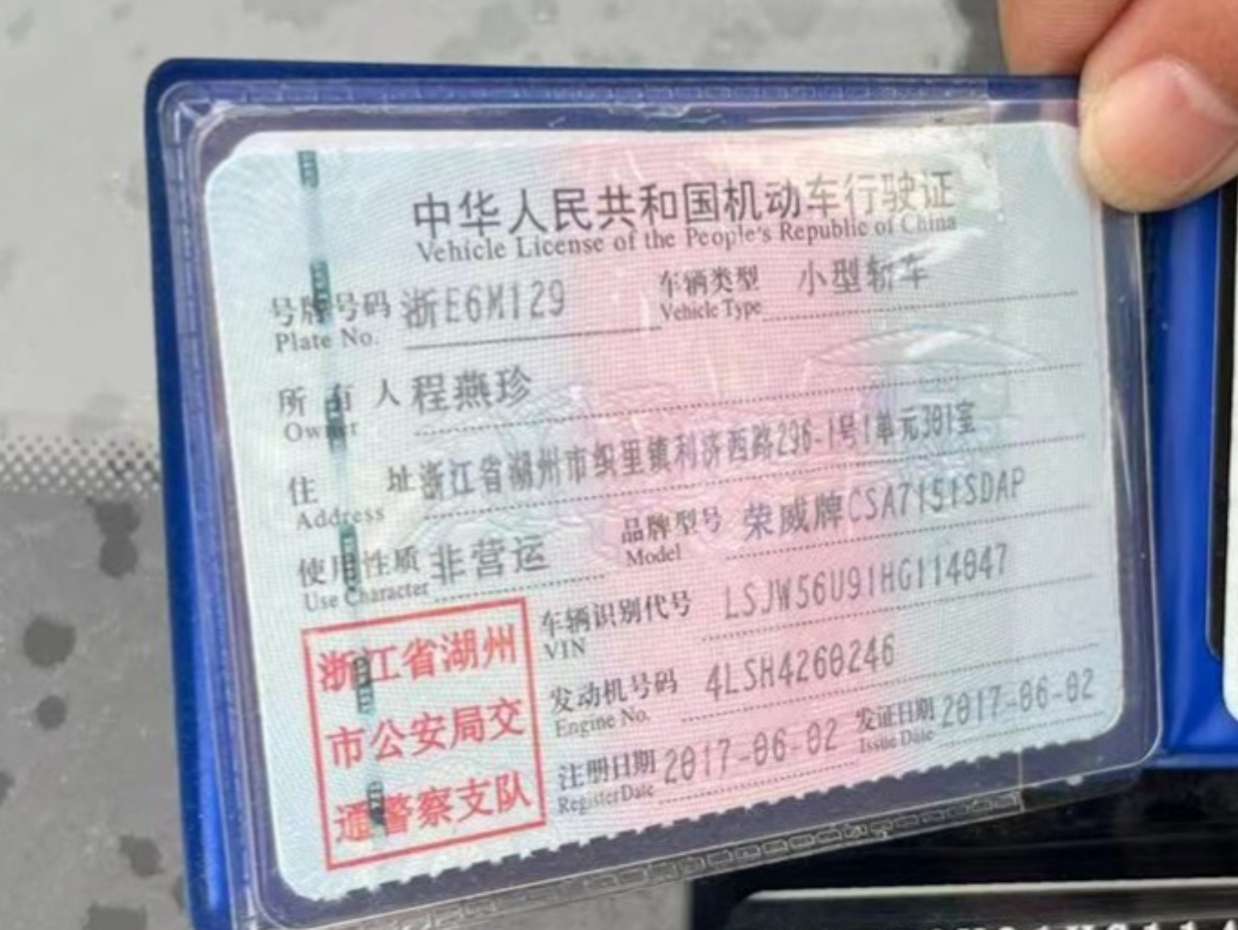 中华人民共和国机动车行驶证
Vehicle License of the People's Republic of China
号牌号码 浙E6M129 车辆类型 小型轿车
Plate No. Vehicle Type
所有人 程燕珍
Owner
住址 浙江省湖州市织里镇利济西路296-1号1单元301室
Address
使用性质 非营运 品牌型号 荣威牌CSA7151SDAP
Use Character Model
车辆识别代号 LSJW56U91HG114047
VIN
发动机号码 4LSH4260246
Engine No.
注册日期 2017-06-02 发证日期 2017-06-02
Register Date Issue Date
浙江省湖州
市公安局交
通警察支队